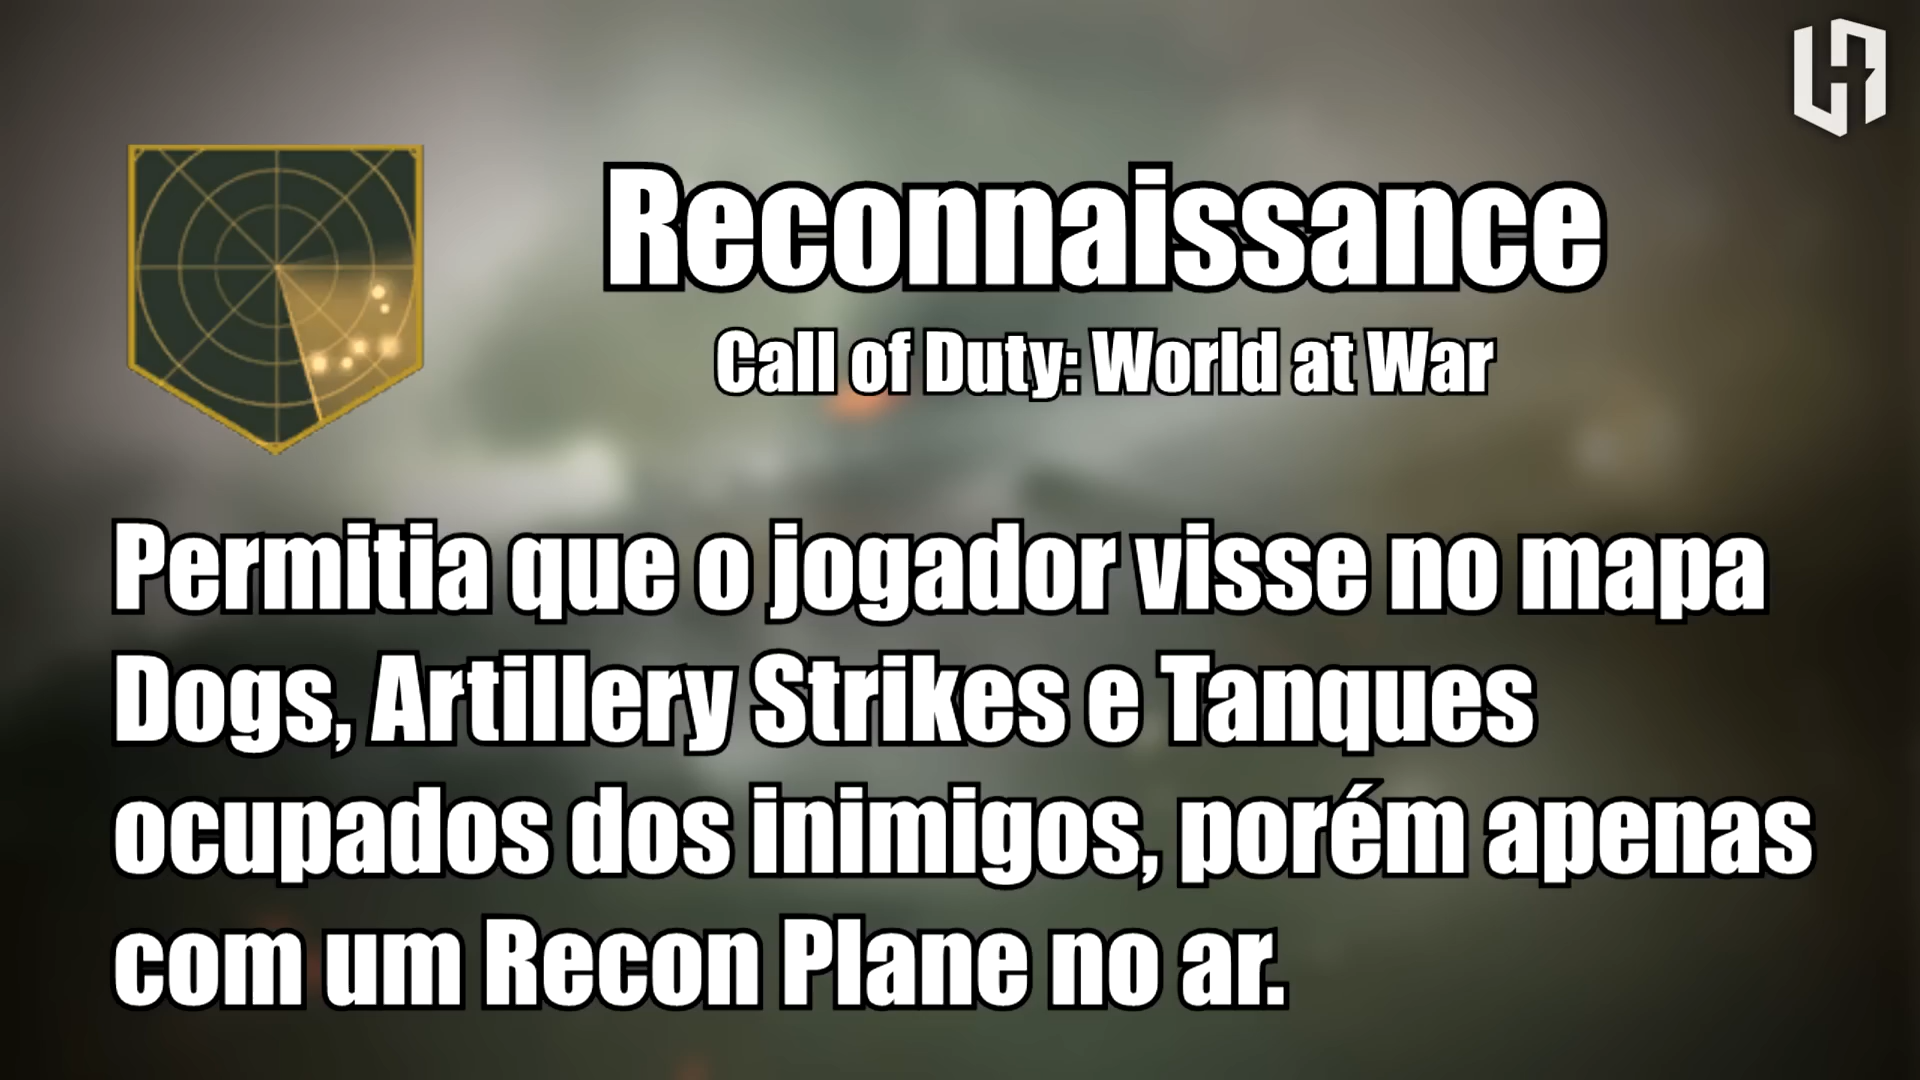 Reconnaissance
Call of Duty: World at War
Permitia que o jogador visse no mapa
Dogs, Artillery Strikes e Tanques
ocupados dos inimigos, porém apenas
com um Recon Plane no ar.